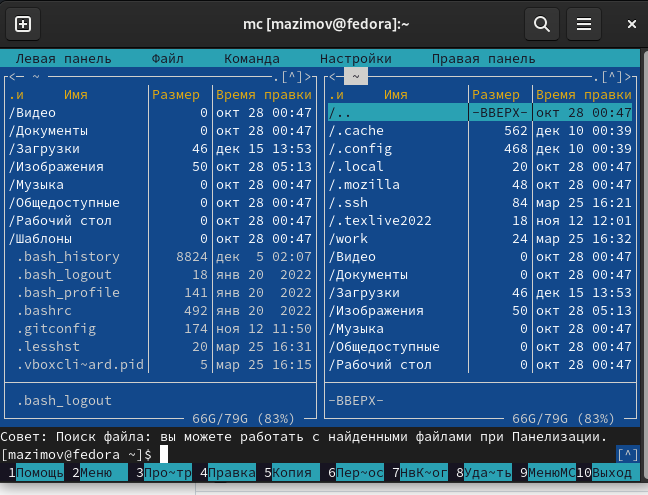 mc [mazimov@fedora]:~
Левая панель Файл Команда Настройки Правая панель
<─ ~ .[^]> <─ ~ .[^]>
.и Имя Размер Время правки .и Имя Размер Время правки
/Видео 0 окт 28 00:47 /.. -ВВЕРХ- окт 28 00:47
/Документы 0 окт 28 00:47 /.cache 562 дек 10 00:39
/Загрузки 46 дек 15 13:53 /.config 468 дек 10 00:39
/Изображения 50 окт 28 05:13 /.local 20 окт 28 00:47
/Музыка 0 окт 28 00:47 /.mozilla 48 окт 28 00:47
/Общедоступные 0 окт 28 00:47 /.ssh 84 мар 25 16:21
/Рабочий стол 0 окт 28 00:47 /.texlive2022 18 ноя 12 12:01
/Шаблоны 0 окт 28 00:47 /work 24 мар 25 16:32
.bash_history 8824 дек 5 02:07 /Видео 0 окт 28 00:47
.bash_logout 18 янв 20 2022 /Документы 0 окт 28 00:47
.bash_profile 141 янв 20 2022 /Загрузки 46 дек 15 13:53
.bashrc 492 янв 20 2022 /Изображения 50 окт 28 05:13
.gitconfig 174 ноя 12 11:50 /Музыка 0 окт 28 00:47
.lesshst 20 мар 25 16:31 /Общедоступные 0 окт 28 00:47
.vboxcli~ard.pid 5 мар 25 16:15 /Рабочий стол 0 окт 28 00:47
.bash_logout -ВВЕРХ-
66G/79G (83%) 66G/79G (83%)
Совет: Поиск файла: вы можете работать с найденными файлами при Панелизации.
[mazimov@fedora ~]$ [^]
1Помощь 2Меню 3Про~тр 4Правка 5Копия 6Пер~ос 7НвК~ог 8Уда~ть 9МенюMC 10Выход